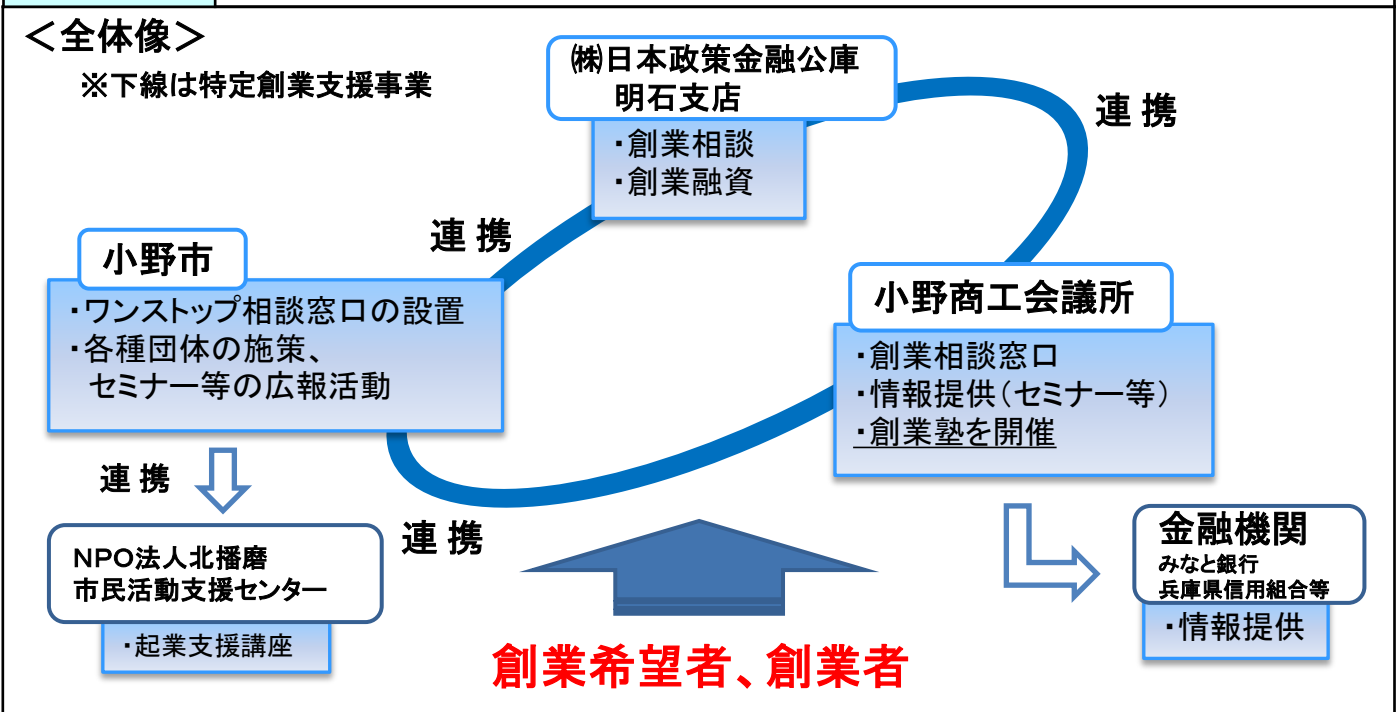 ＜全体像＞
※下線は特定創業支援事業
㈱日本政策金融公庫
明石支店
・創業相談
・創業融資
連携
連携
小野市
・ワンストップ相談窓口の設置
・各種団体の施策、
セミナー等の広報活動
小野商工会議所
・創業相談窓口
・情報提供（セミナー等）
・創業塾を開催
連携
連携
NPO法人北播磨
市民活動支援センター
・起業支援講座
金融機関
みなと銀行
兵庫県信用組合等
・情報提供
創業希望者、創業者